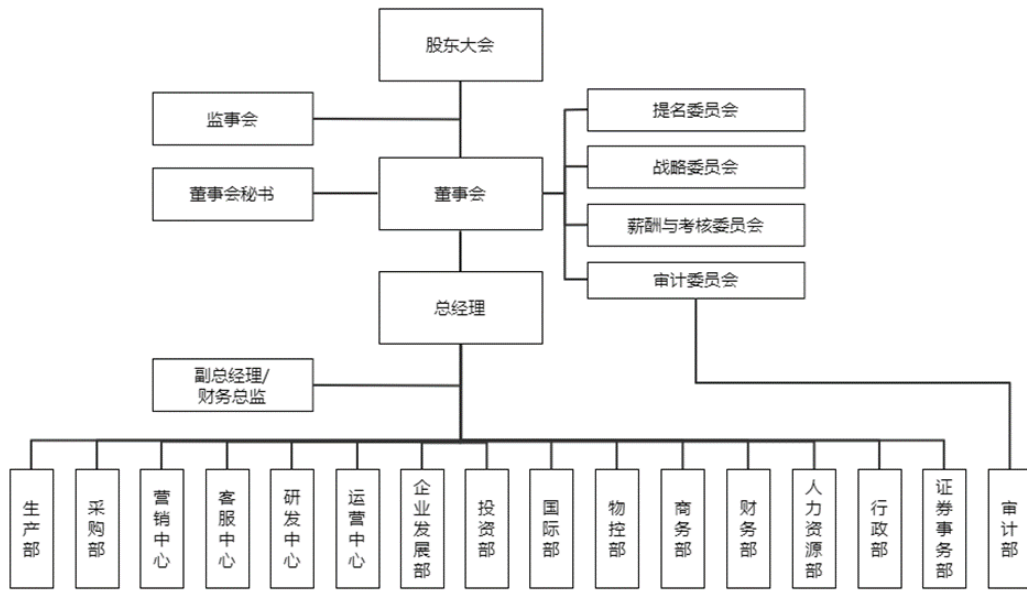 股东大会
监事会
提名委员会
战略委员会
董事会秘书
董事会
薪酬与考核委员会
审计委员会
总经理
副总经理/
财务总监
生产部
采购部
营销中心
客服中心
研发中心
运营中心
企业发展部
投资部
国际部
物控部
商务部
财务部
人力资源部
行政部
证券事务部
审计部